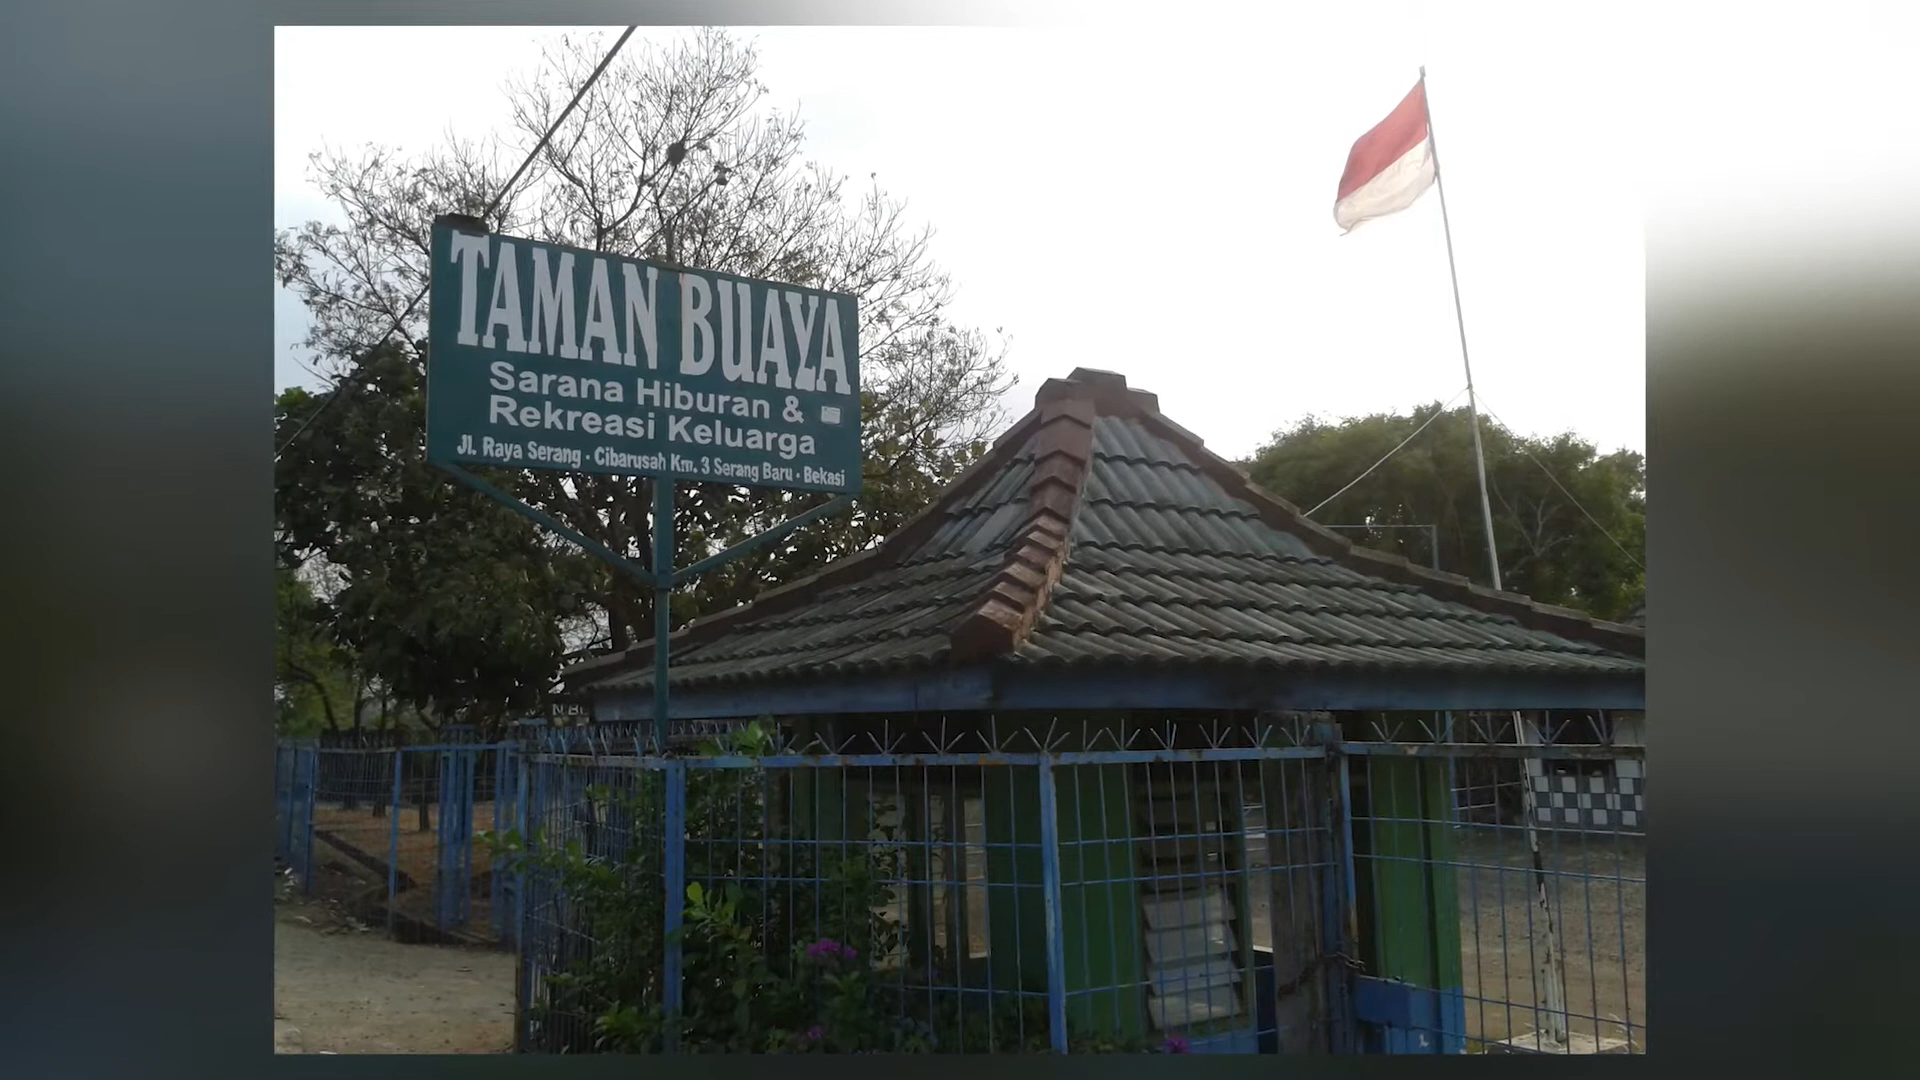 TAMAN BUAYA
Sarana Hiburan &
Rekreasi Keluarga
Jl. Raya Serang - Cibarusah Km. 3 Serang Baru - Bekasi